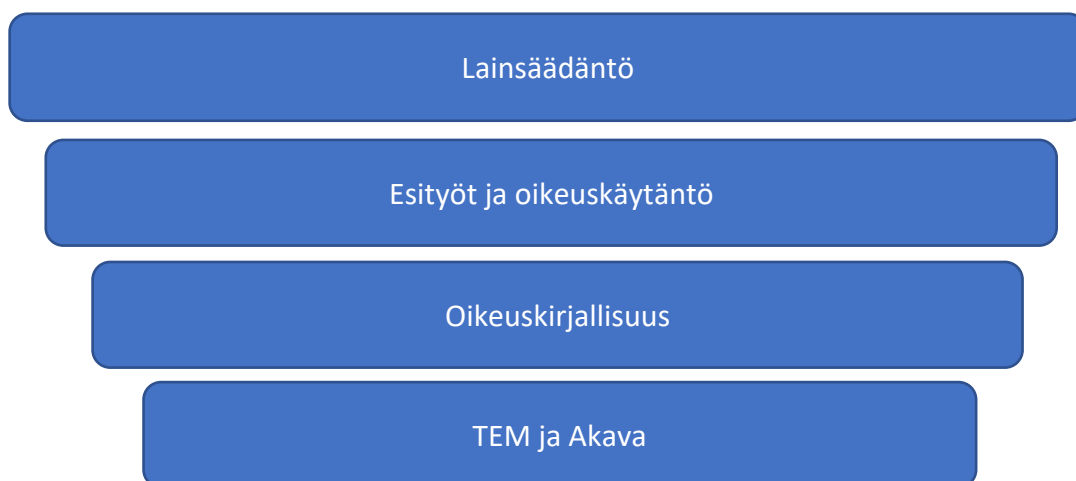 Lainsäädäntö
Esityöt ja oikeuskäytäntö
Oikeuskirjallisuus
TEM ja Akava